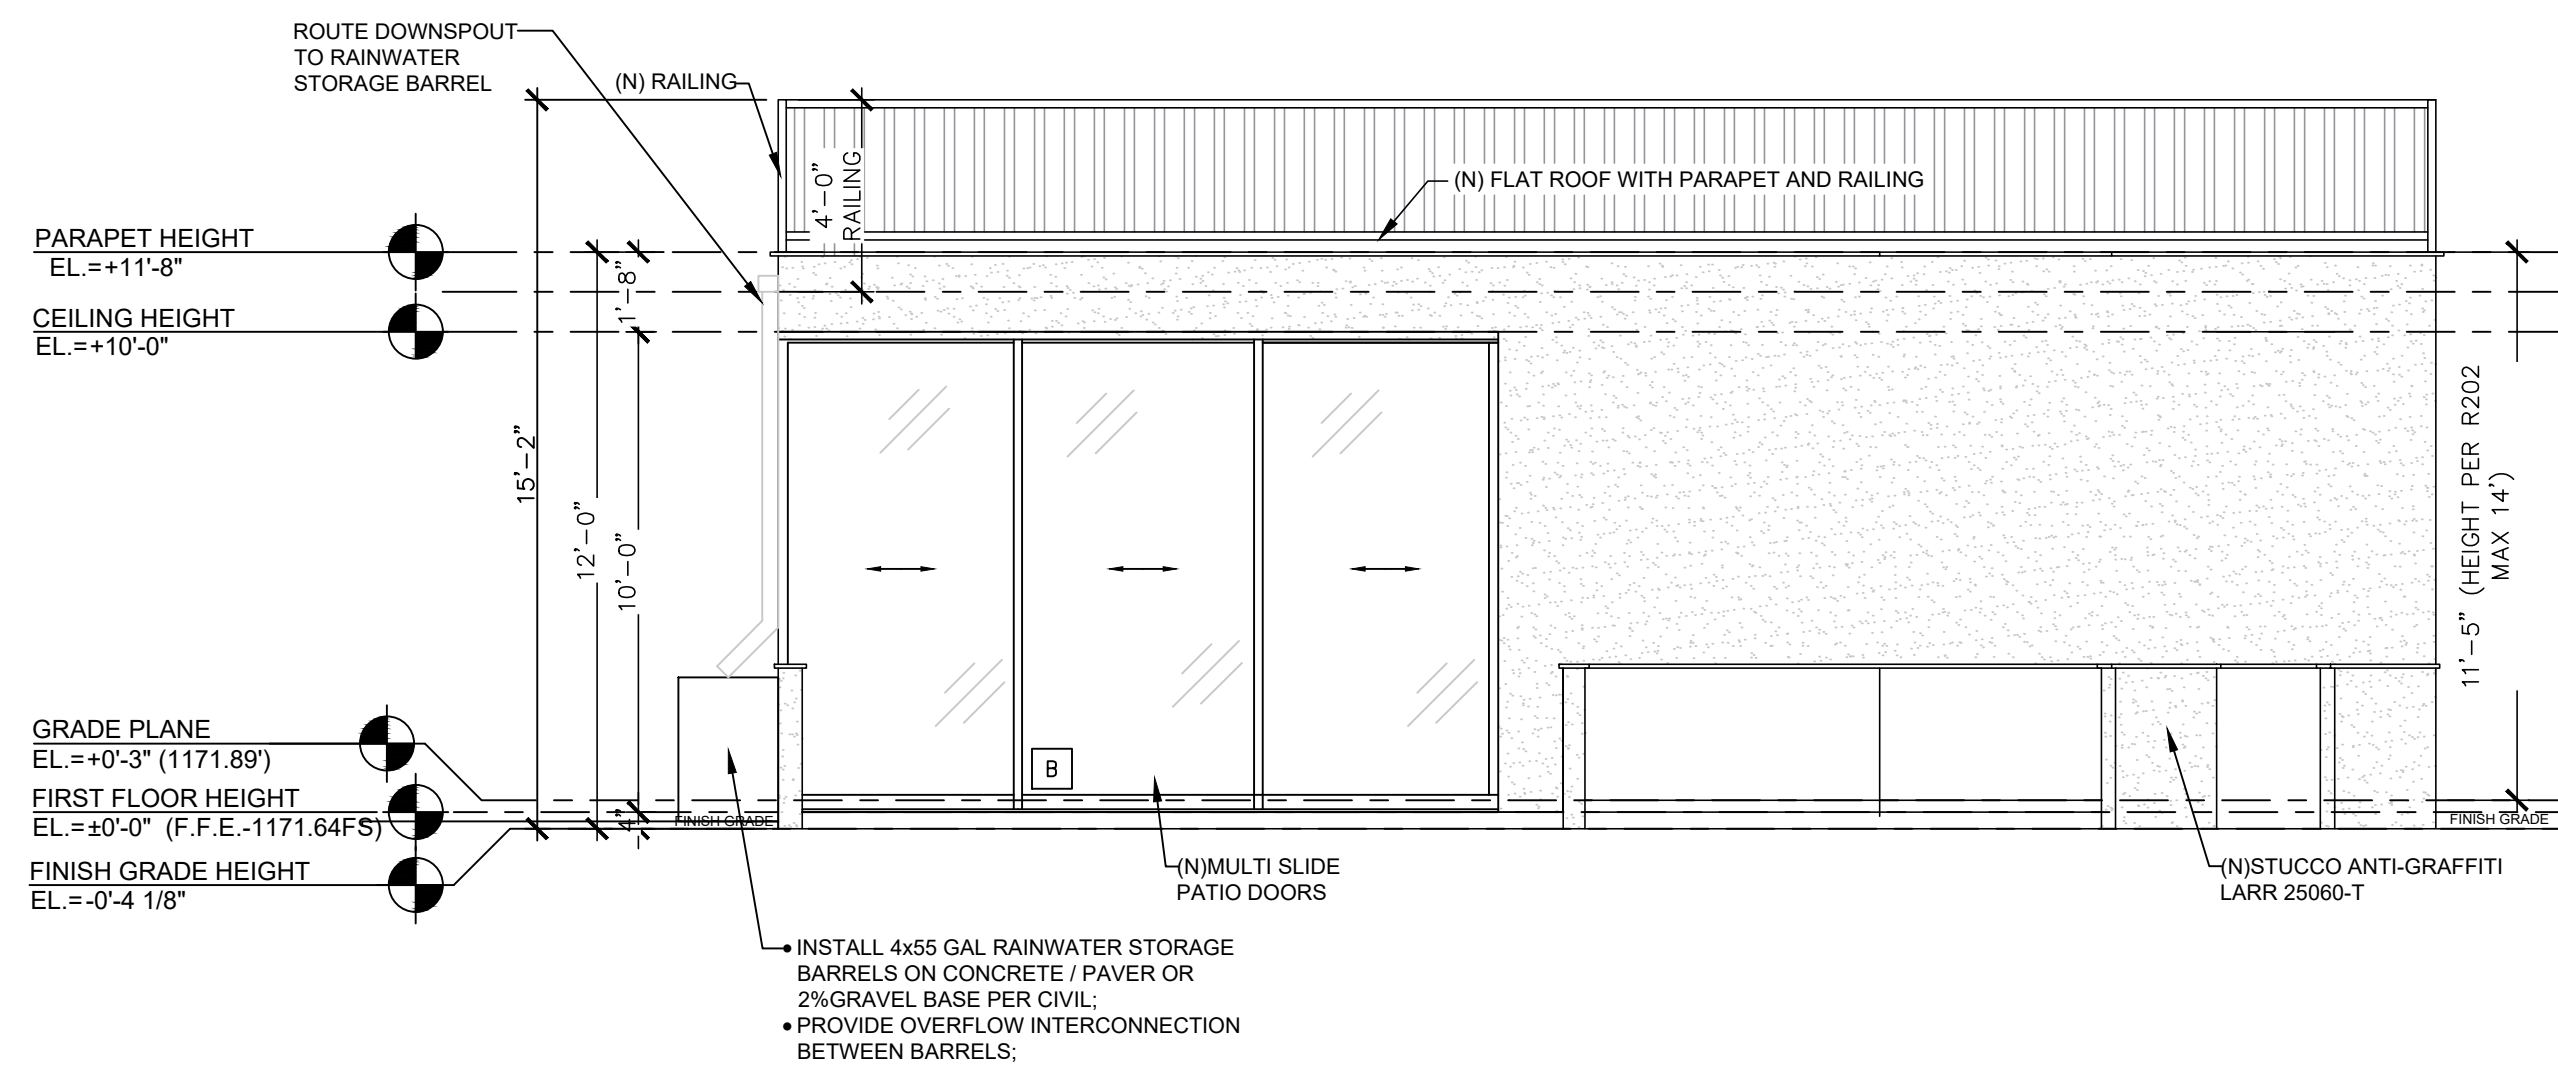 ROUTE DOWNSPOUT
TO RAINWATER
STORAGE BARREL
(N) RAILING
4'-0"
RAILING
(N) FLAT ROOF WITH PARAPET AND RAILING
PARAPET HEIGHT
EL.=+11'-8"
1'-8"
CEILING HEIGHT
EL.=+10'-0"
15'-2"
12'-0"
10'-0"
11'-5" (HEIGHT PER R202
MAX 14')
GRADE PLANE
EL.=+0'-3" (1171.89')
B
FIRST FLOOR HEIGHT
EL.=±0'-0" (F.F.E.-1171.64FS)
4"
FINISH GRADE
FINISH GRADE
FINISH GRADE HEIGHT
EL.=-0'-4 1/8"
(N)MULTI SLIDE
PATIO DOORS
(N)STUCCO ANTI-GRAFFITI
LARR 25060-T
• INSTALL 4x55 GAL RAINWATER STORAGE
BARRELS ON CONCRETE / PAVER OR
2%GRAVEL BASE PER CIVIL;
• PROVIDE OVERFLOW INTERCONNECTION
BETWEEN BARRELS;